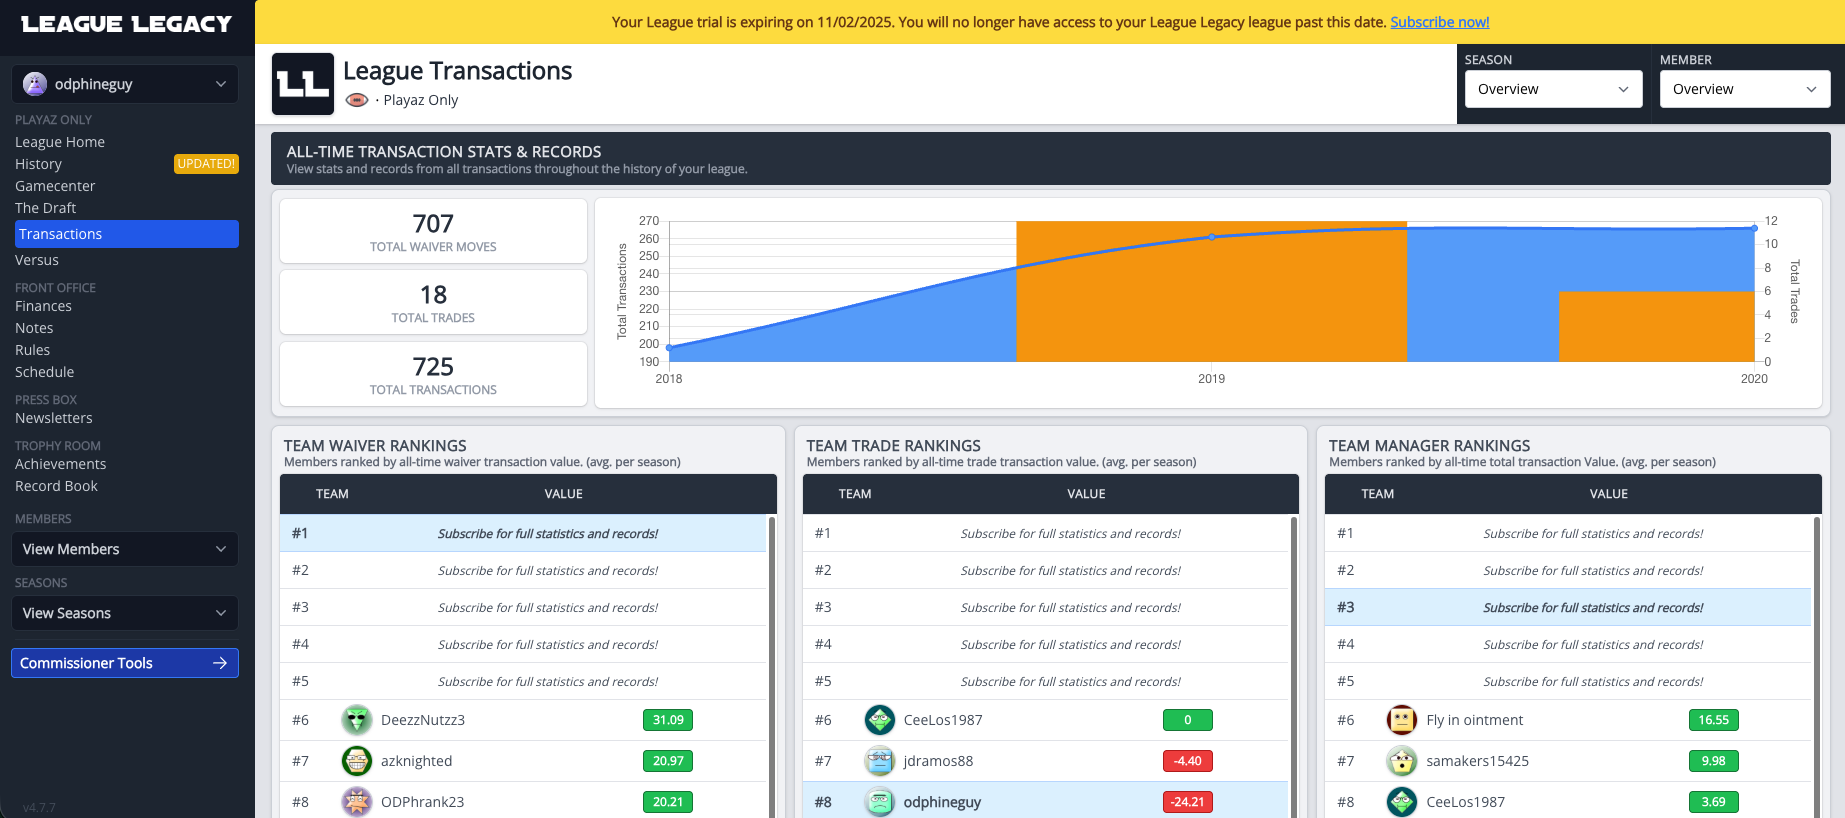 LEAGUE LEGACY
Your League trial is expiring on 11/02/2025. You will no longer have access to your League Legacy league past this date. Subscribe now!
odphineguy
PLAYAZ ONLY
League Home
History UPDATED!
Gamecenter
The Draft
Transactions
Versus
FRONT OFFICE
Finances
Notes
Rules
Schedule
PRESS BOX
Newsletters
TROPHY ROOM
Achievements
Record Book
MEMBERS
View Members
SEASONS
View Seasons
Commissioner Tools
v4.7.7
LL
League Transactions
· Playaz Only
SEASON
Overview
MEMBER
Overview
ALL-TIME TRANSACTION STATS & RECORDS
View stats and records from all transactions throughout the history of your league.
707
TOTAL WAIVER MOVES
18
TOTAL TRADES
725
TOTAL TRANSACTIONS
Total Transactions
270
260
250
240
230
220
210
200
190
2018
2019
2020
12
10
8
6
4
2
0
Total Trades
TEAM WAIVER RANKINGS
Members ranked by all-time waiver transaction value. (avg. per season)
TEAM VALUE
#1 Subscribe for full statistics and records!
#2 Subscribe for full statistics and records!
#3 Subscribe for full statistics and records!
#4 Subscribe for full statistics and records!
#5 Subscribe for full statistics and records!
#6 DeezzNutzz3 31.09
#7 azknighted 20.97
#8 ODPhrank23 20.21
TEAM TRADE RANKINGS
Members ranked by all-time trade transaction value. (avg. per season)
TEAM VALUE
#1 Subscribe for full statistics and records!
#2 Subscribe for full statistics and records!
#3 Subscribe for full statistics and records!
#4 Subscribe for full statistics and records!
#5 Subscribe for full statistics and records!
#6 CeeLos1987 0
#7 jdramos88 -4.40
#8 odphineguy -24.21
TEAM MANAGER RANKINGS
Members ranked by all-time total transaction Value. (avg. per season)
TEAM VALUE
#1 Subscribe for full statistics and records!
#2 Subscribe for full statistics and records!
#3 Subscribe for full statistics and records!
#4 Subscribe for full statistics and records!
#5 Subscribe for full statistics and records!
#6 Fly in ointment 16.55
#7 samakers15425 9.98
#8 CeeLos1987 3.69